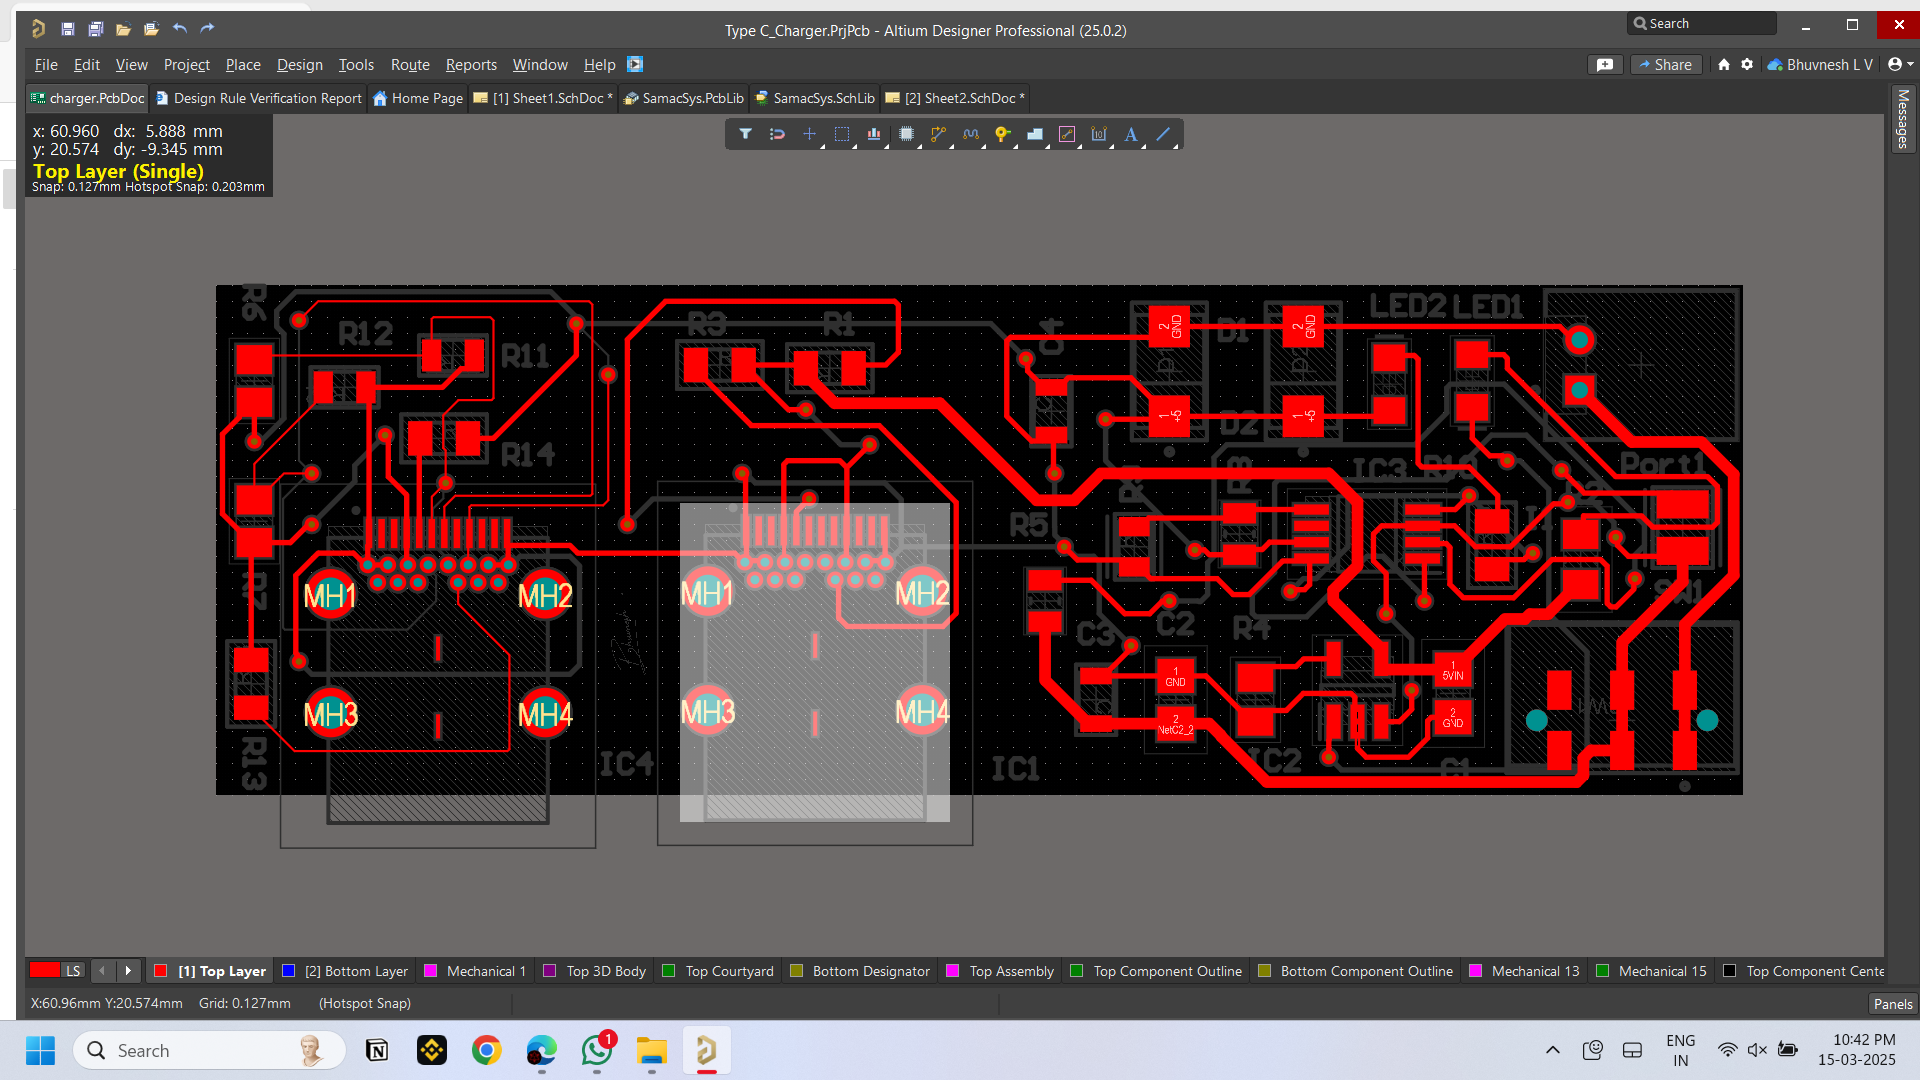 Type C_Charger.PrjPcb - Altium Designer Professional (25.0.2)
Search
File Edit View Project Place Design Tools Route Reports Window Help
Share
Bhuvnesh L V
charger.PcbDoc
Design Rule Verification Report
Home Page
[1] Sheet1.SchDoc *
SamacSys.PcbLib
SamacSys.SchLib
[2] Sheet2.SchDoc *
Messages
x: 60.960 dx: 5.888 mm
y: 20.574 dy: -9.345 mm
Top Layer (Single)
Snap: 0.127mm Hotspot Snap: 0.203mm
R6
R12
R11
R14
R3
R1
C4
2 GND
D1
2 GND
LED2
LED1
1 +5
D2
1 +5
IC3
R10
Port1
R5
R7
MH1
MH2
MH1
MH2
C3
C2
R4
SW1
1 GND
1 5VIN
MH3
MH4
MH3
MH4
2 NetC2_2
2 GND
R13
IC4
IC1
IC2
C1
LS
[1] Top Layer
[2] Bottom Layer
Mechanical 1
Top 3D Body
Top Courtyard
Bottom Designator
Top Assembly
Top Component Outline
Bottom Component Outline
Mechanical 13
Mechanical 15
Top Component Cente
X:60.96mm Y:20.574mm Grid: 0.127mm (Hotspot Snap)
Panels
Search
1
ENG
IN
10:42 PM
15-03-2025